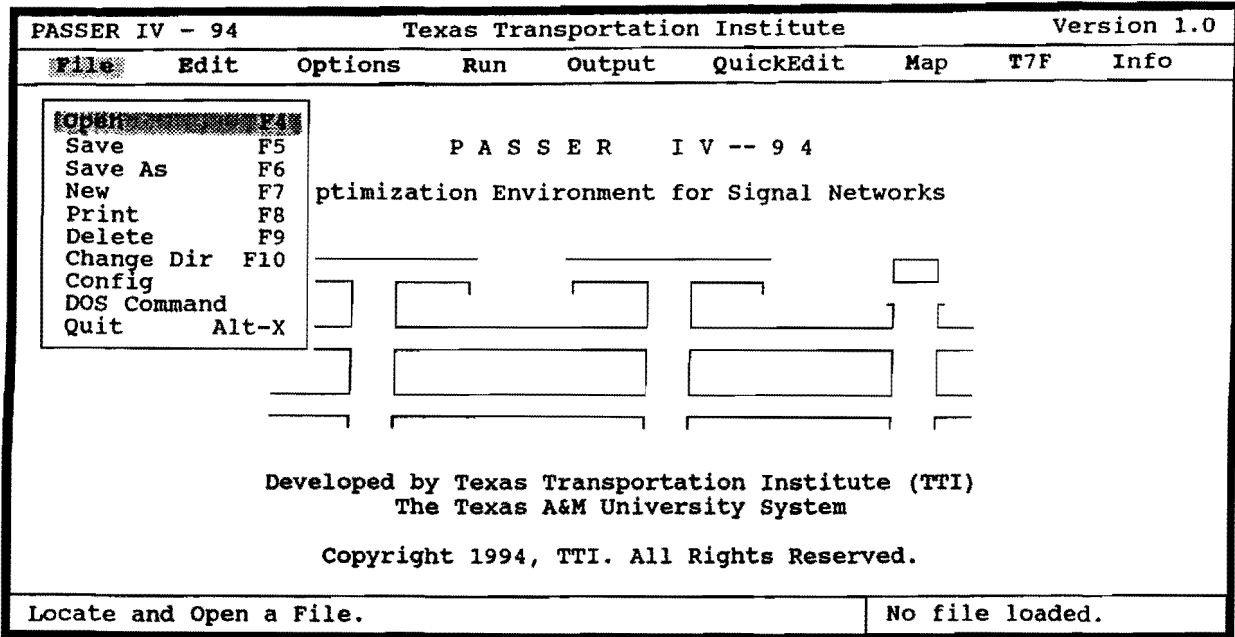 PASSER IV - 94 Texas Transportation Institute Version 1.0
File Edit Options Run Output QuickEdit Map T7F Info
Open F4
Save F5
Save As F6
New F7
Print F8
Delete F9
Change Dir F10
Config
DOS Command
Quit Alt-X
P A S S E R I V -- 9 4
ptimization Environment for Signal Networks
Developed by Texas Transportation Institute (TTI)
The Texas A&M University System
Copyright 1994, TTI. All Rights Reserved.
Locate and Open a File. No file loaded.